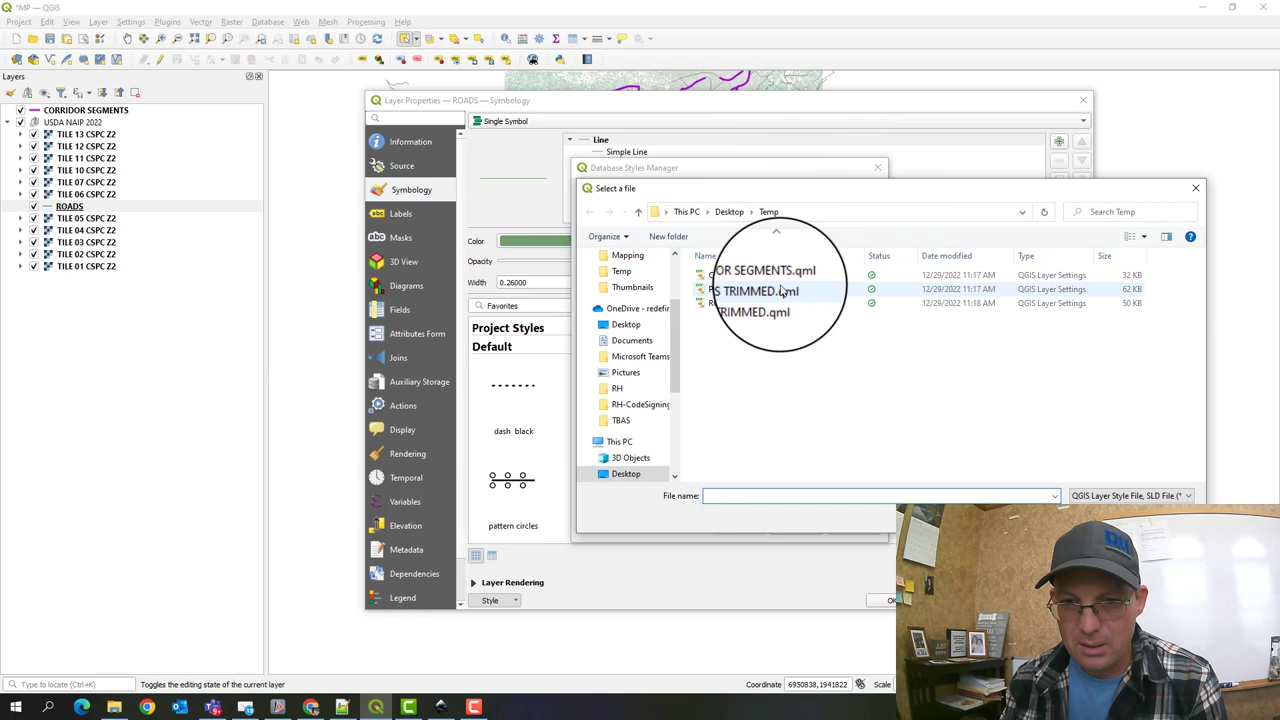 *MP — QGIS
Project Edit View Layer Settings Plugins Vector Raster Database Web Mesh Processing Help
Layers
CORRIDOR SEGMENTS
USDA NAIP 2022
TILE 13 CSPC Z2
TILE 12 CSPC Z2
TILE 11 CSPC Z2
TILE 10 CSPC Z2
TILE 07 CSPC Z2
TILE 06 CSPC Z2
ROADS
TILE 05 CSPC Z2
TILE 04 CSPC Z2
TILE 03 CSPC Z2
TILE 02 CSPC Z2
TILE 01 CSPC Z2
Layer Properties — ROADS — Symbology
Information
Source
Symbology
Labels
Masks
3D View
Diagrams
Fields
Attributes Form
Joins
Auxiliary Storage
Actions
Display
Rendering
Temporal
Variables
Elevation
Metadata
Dependencies
Legend
Single Symbol
Line
Simple Line
Color
Opacity
Width 0.26000
Favorites
Project Styles
Default
dash black
pattern circles
Layer Rendering
Style
Database Styles Manager
Select a file
This PC > Desktop > Temp
Search Temp
Organize New folder
Mapping
Temp
Thumbnails
OneDrive - redefin
Desktop
Documents
Microsoft Teams
Pictures
RH
RH-CodeSigning
TBAS
This PC
3D Objects
Desktop
Status Date modified Type Size
OR SEGMENTS.qml 12/29/2022 11:17 AM QGIS Layer Settings 32 KB
S TRIMMED. 12/29/2022 11:17 AM QGIS Layer Settings 62 KB
TRIMMED.qml 12/29/2022 11:18 AM QGIS Layer Settings 50 KB
File name: QGIS Layer Style File, SLD File (*
Type to locate (Ctrl+K) Toggles the editing state of the current layer Coordinate 6950838,1941822 Scale
RH